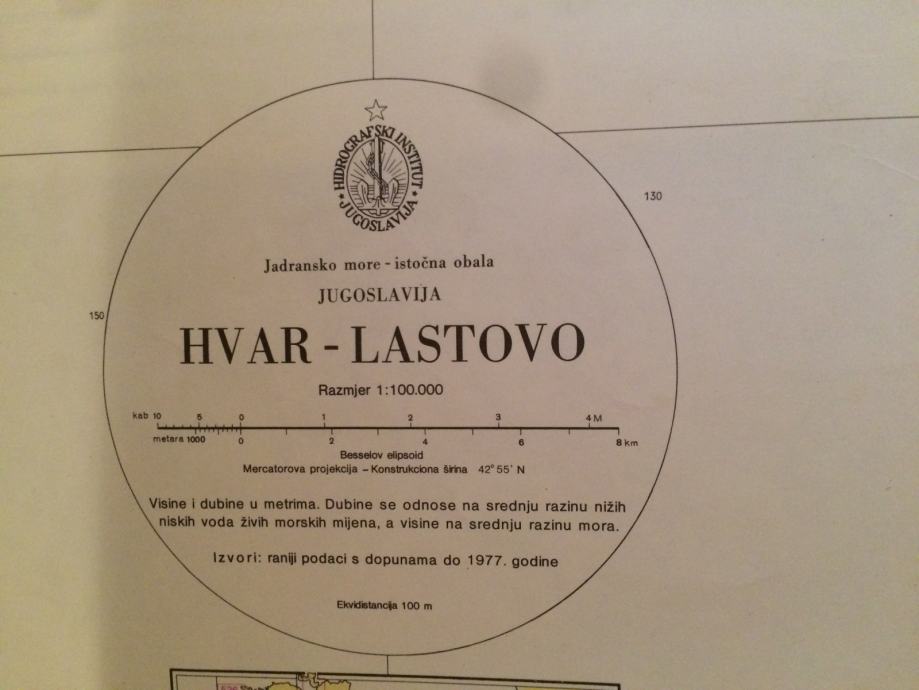 HIDROGRAFSKI INSTITUT
JUGOSLAVIJA
130
Jadransko more - istočna obala
JUGOSLAVIJA
150
HVAR - LASTOVO
Razmjer 1:100.000
kab 10 5 0 1 2 3 4 M
metara 1000 0 2 4 6 8 km
Besselov elipsoid
Mercatorova projekcija – Konstrukciona širina 42° 55' N
Visine i dubine u metrima. Dubine se odnose na srednju razinu nižih
niskih voda živih morskih mijena, a visine na srednju razinu mora.
Izvori: raniji podaci s dopunama do 1977. godine
Ekvidistancija 100 m